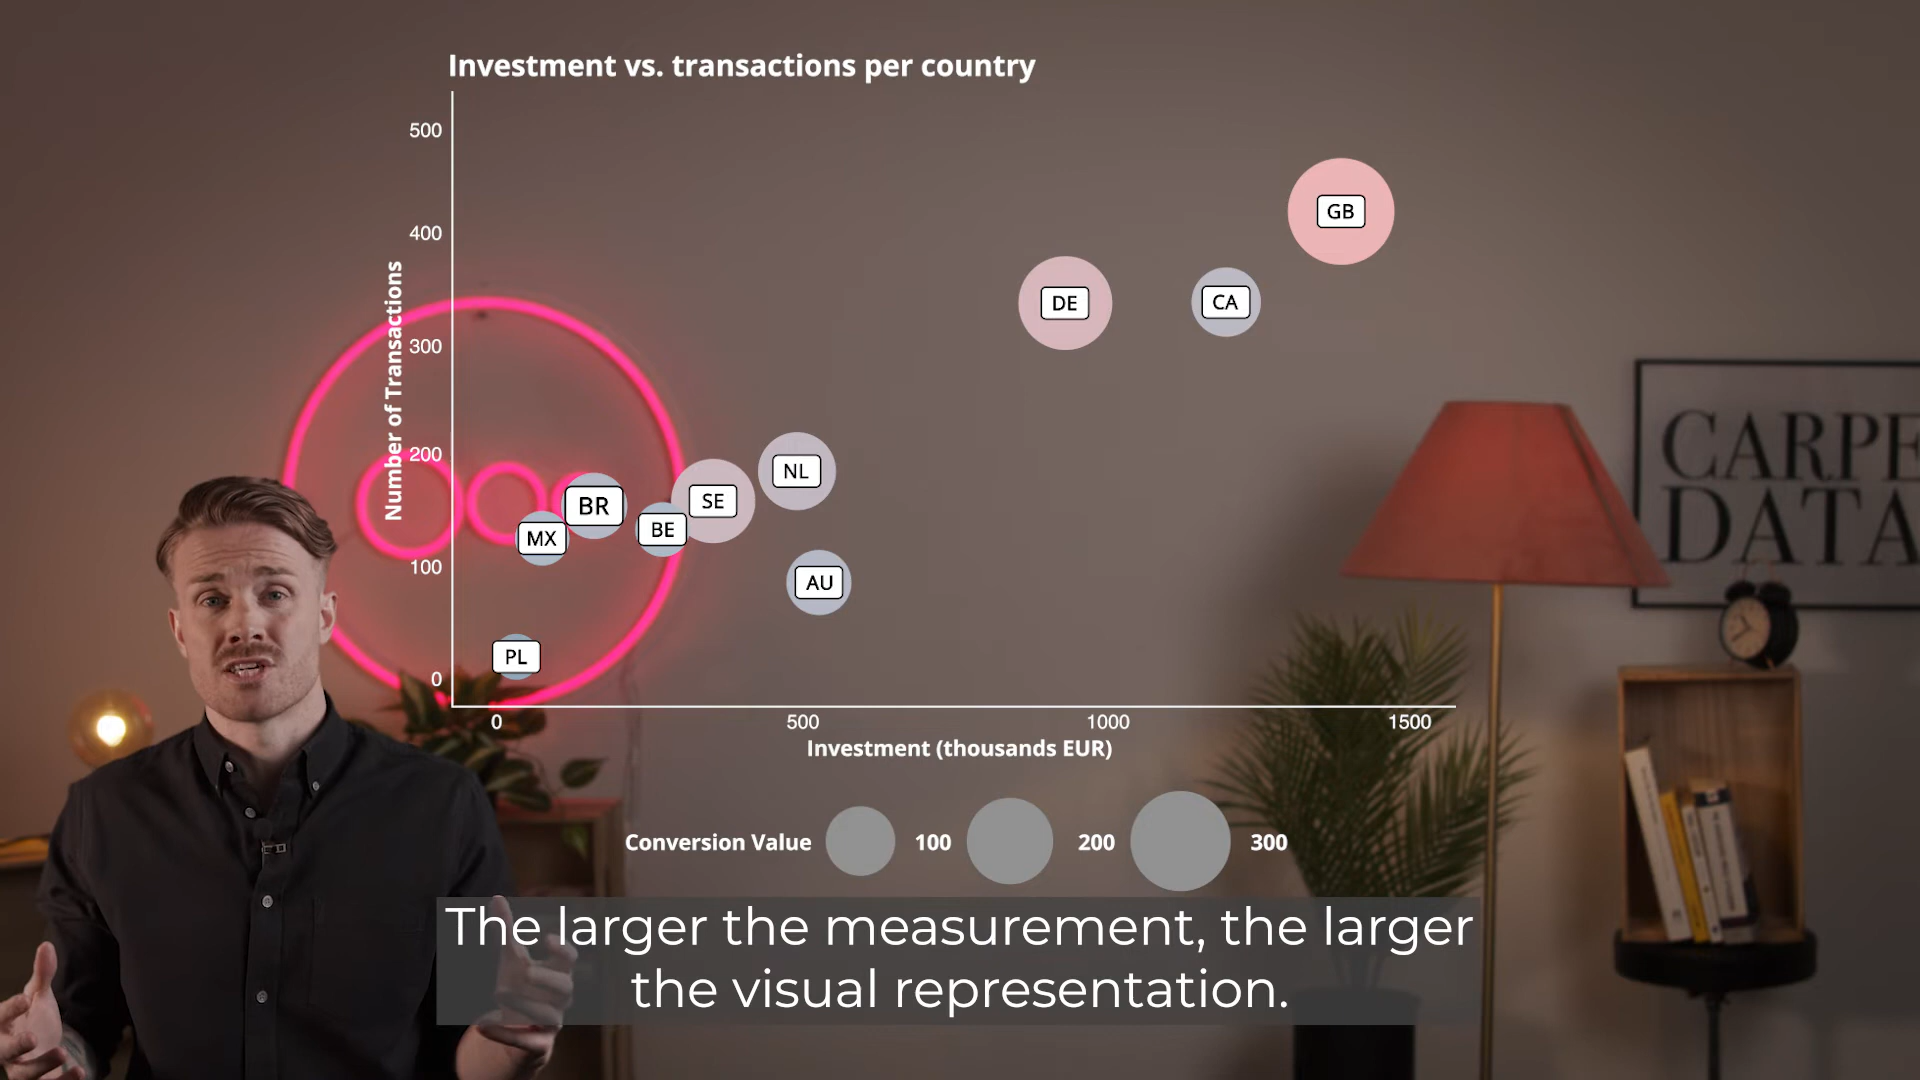 Investment vs. transactions per country
500
400
300
200
100
0
Number of Transactions
GB
DE
CA
NL
SE
BR
BE
MX
AU
PL
0 500 1000 1500
Investment (thousands EUR)
Conversion Value 100 200 300
CARPE
DATA
The larger the measurement, the larger
the visual representation.